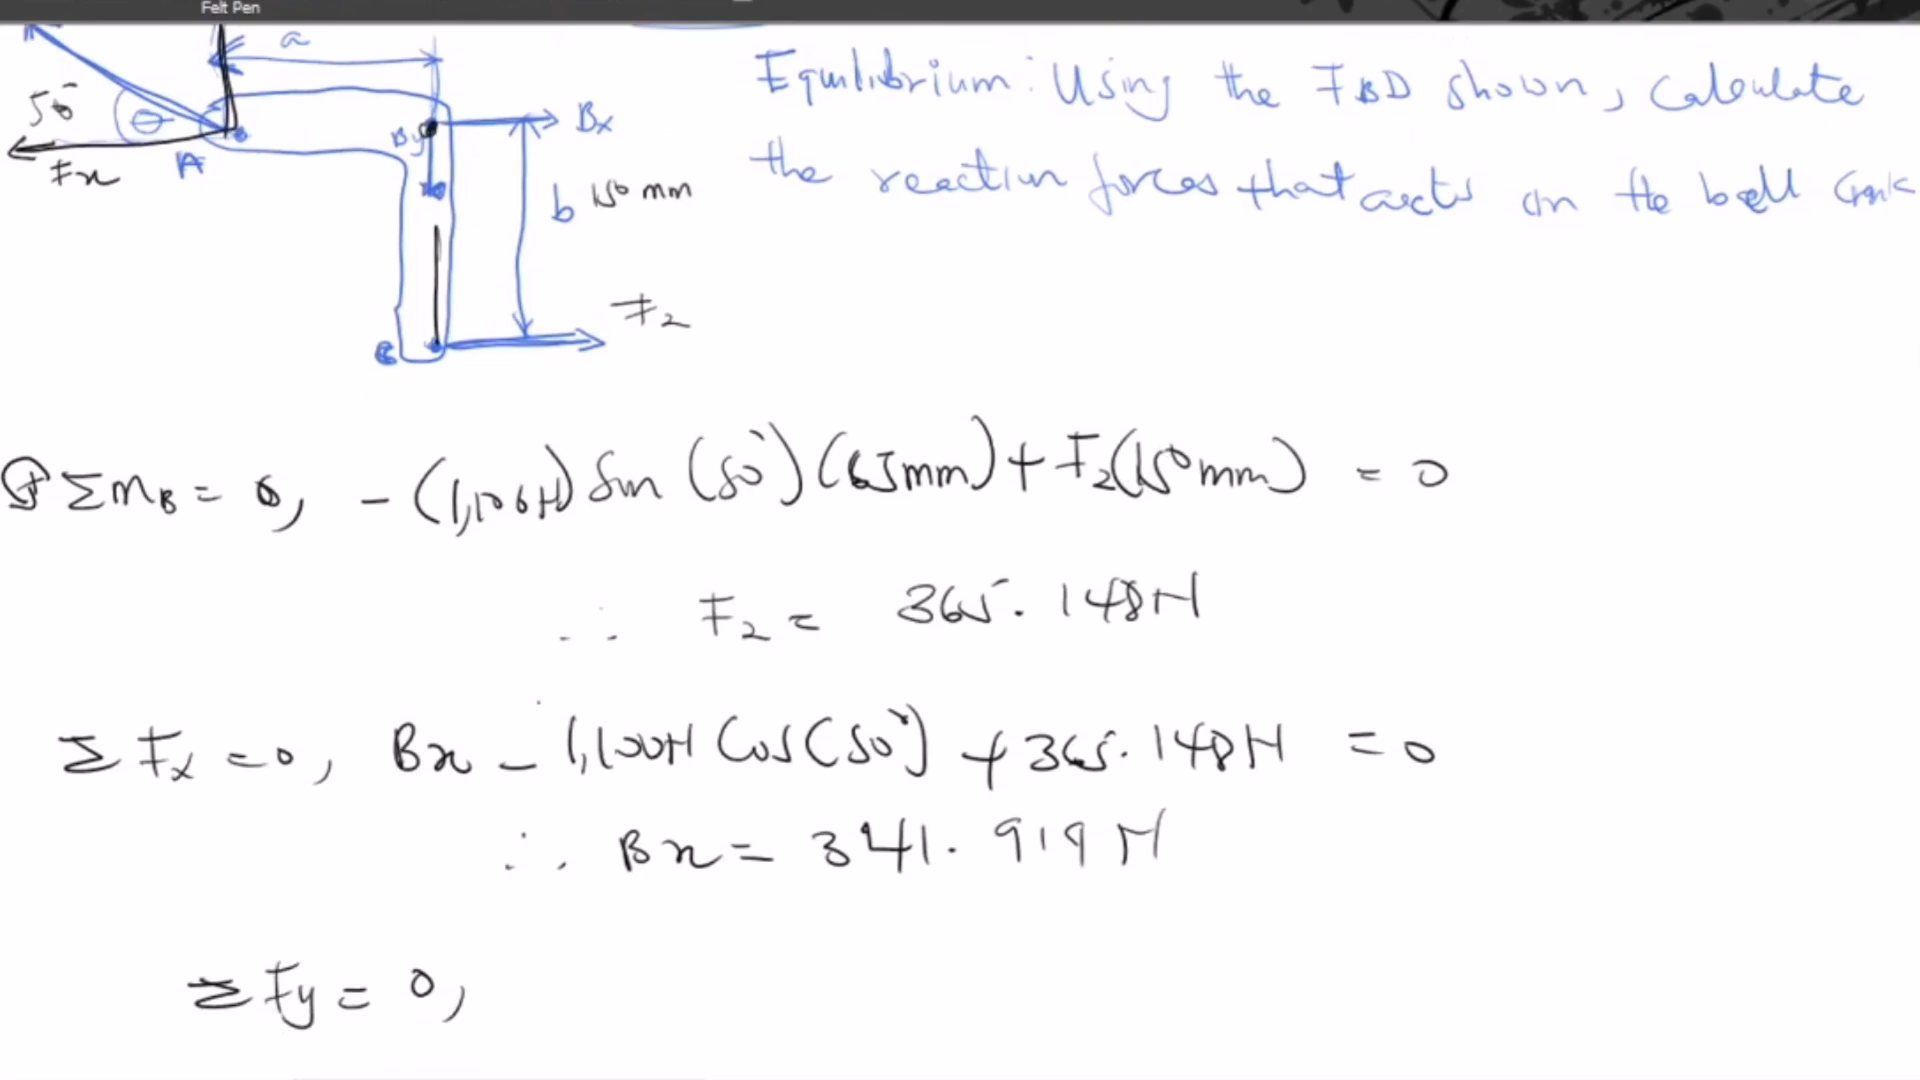 Felt Pen
a
Equilibrium: Using the FBD shown, Calculate
50°
θ
Bx
By
Fx
A
the reaction forces that acts on the bell Crank
b 150 mm
F2
C
+ ΣMB = 0, - (1,100N) Sin (50°) (65mm) + F2(150mm) = 0
∴ F2 = 365.148N
ΣFx = 0, Bx - 1,100N Cos(50°) + 365.148N = 0
∴ Bx = 341.919 N
ΣFy = 0,